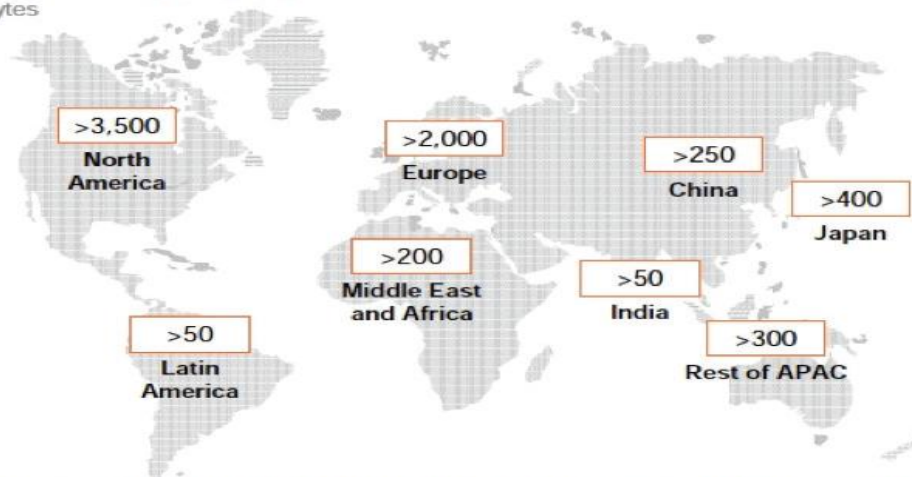 >3,500
North
America
>2,000
Europe
>250
China
>400
Japan
>200
Middle East
and Africa
>50
India
>50
Latin
America
>300
Rest of APAC